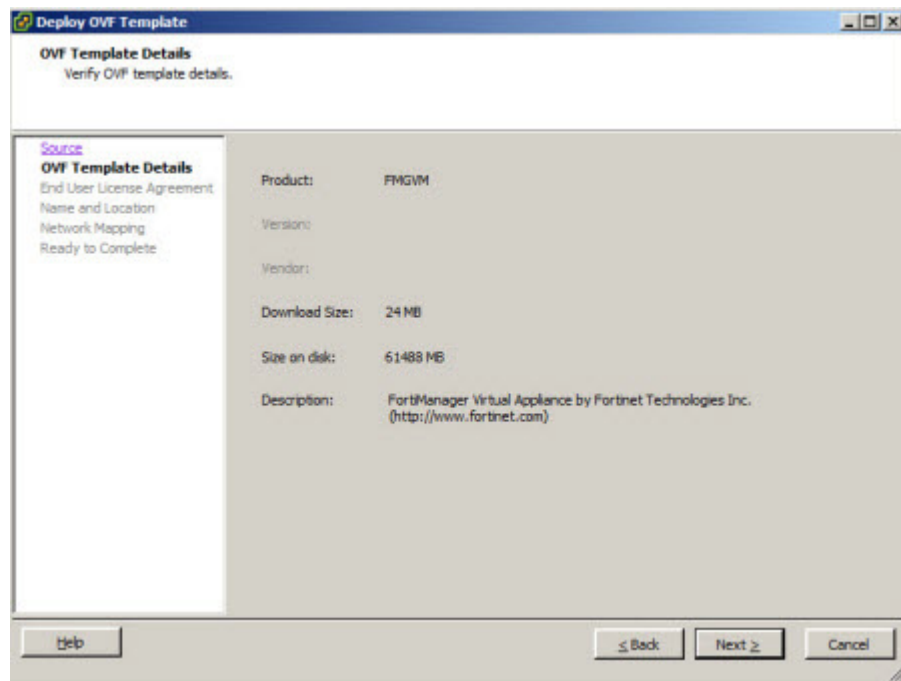 Deploy OVF Template
OVF Template Details
Verify OVF template details.
Source
OVF Template Details
End User License Agreement
Name and Location
Network Mapping
Ready to Complete
Product: FMGVM
Version:
Vendor:
Download Size: 24 MB
Size on disk: 61488 MB
Description: FortiManager Virtual Appliance by Fortinet Technologies Inc.
(http://www.fortinet.com)
Help
≤ Back
Next ≥
Cancel